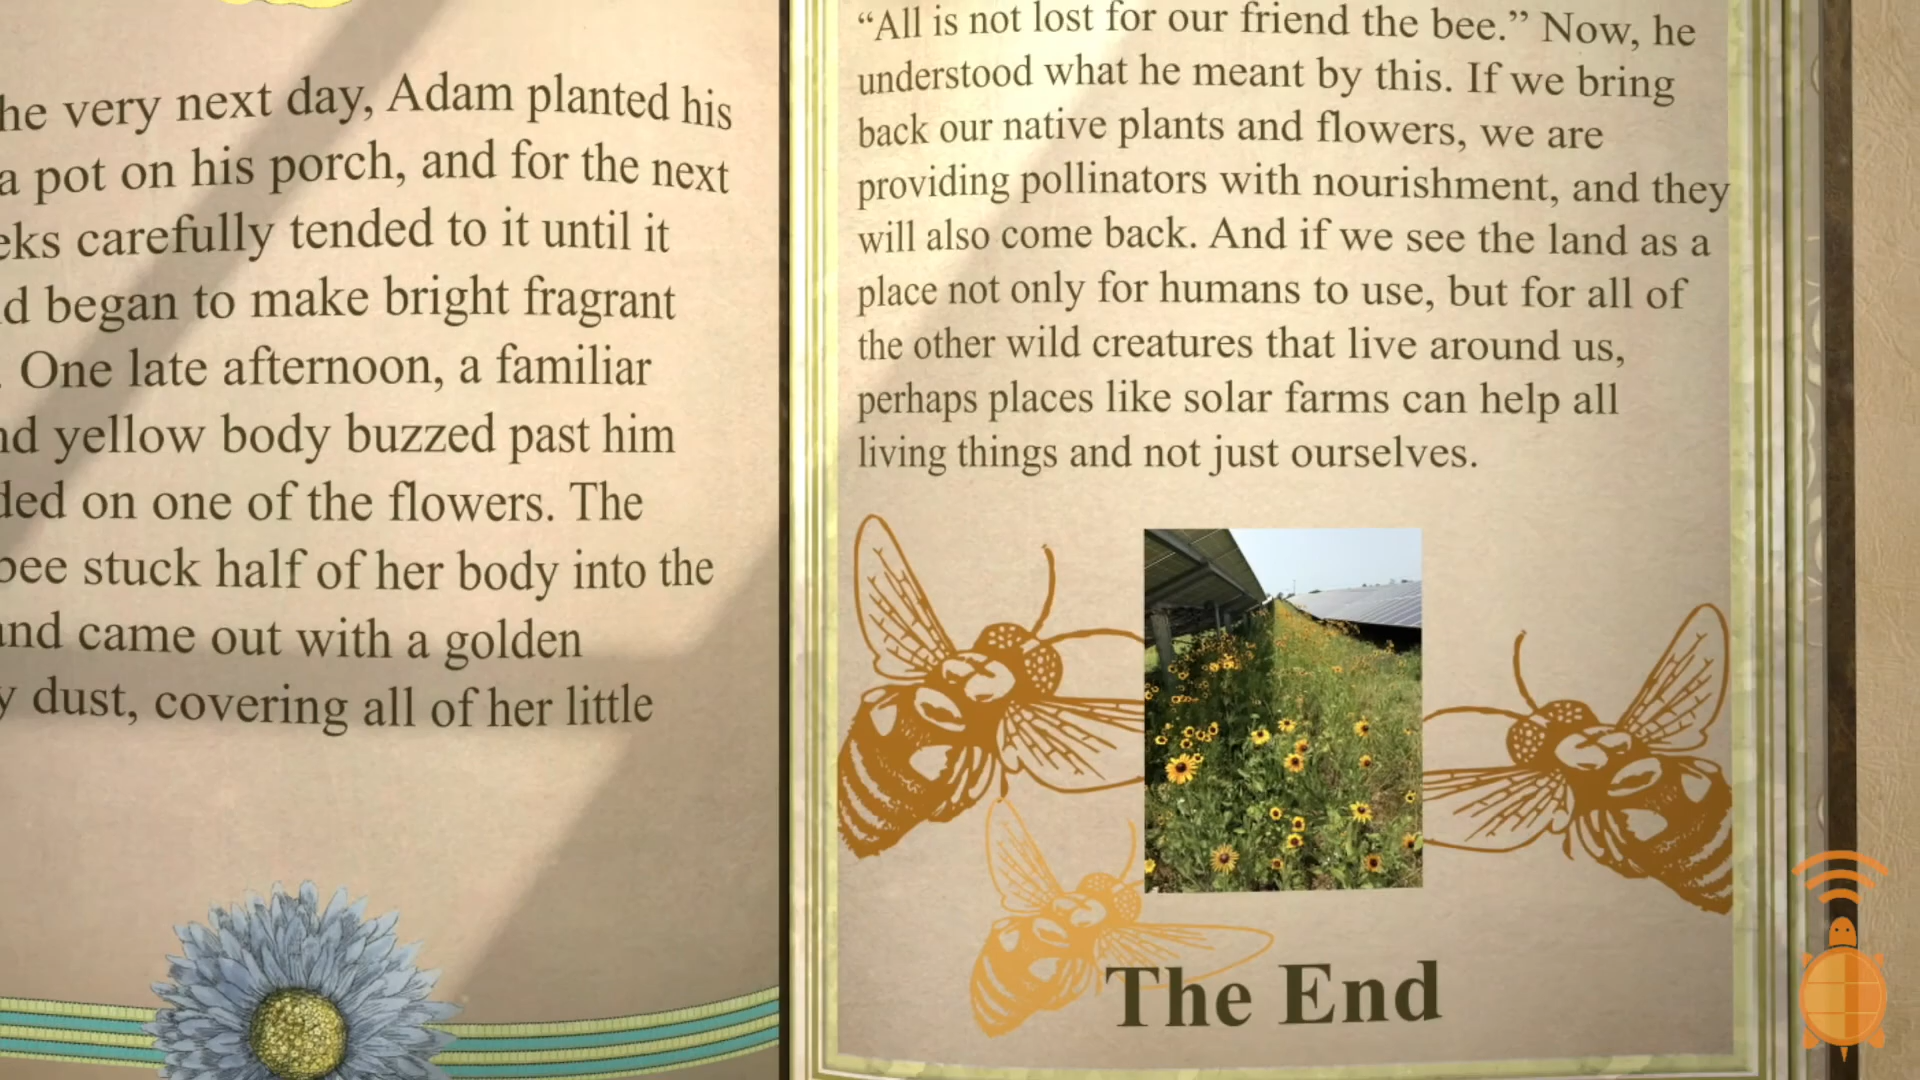 he very next day, Adam planted his
a pot on his porch, and for the next
eks carefully tended to it until it
d began to make bright fragrant
. One late afternoon, a familiar
nd yellow body buzzed past him
ded on one of the flowers. The
bee stuck half of her body into the
and came out with a golden
y dust, covering all of her little
“All is not lost for our friend the bee.” Now, he
understood what he meant by this. If we bring
back our native plants and flowers, we are
providing pollinators with nourishment, and they
will also come back. And if we see the land as a
place not only for humans to use, but for all of
the other wild creatures that live around us,
perhaps places like solar farms can help all
living things and not just ourselves.
The End